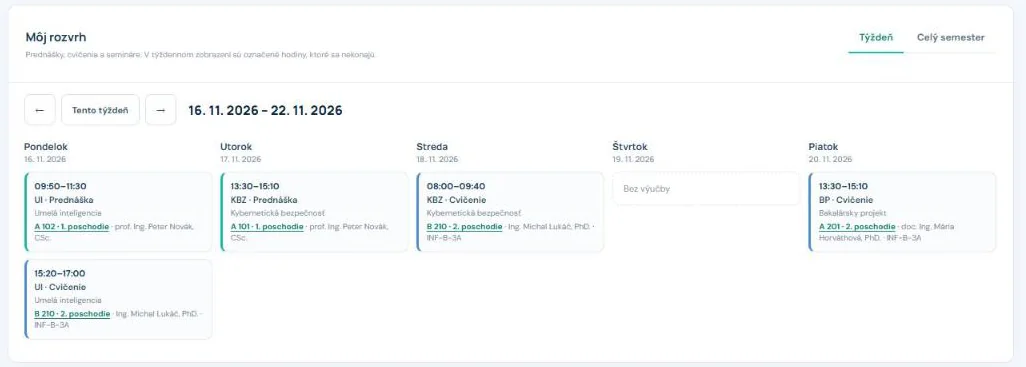 Môj rozvrh
Prednášky, cvičenia a semináre. V týždennom zobrazení sú označené hodiny, ktoré sa nekonajú.
Týždeň
Celý semester
←
Tento týždeň
→
16. 11. 2026 – 22. 11. 2026
Pondelok
16. 11. 2026
09:50–11:30
UI · Prednáška
Umelá inteligencia
A 102 · 1. poschodie · prof. Ing. Peter Novák,
CSc.
15:20–17:00
UI · Cvičenie
Umelá inteligencia
B 210 · 2. poschodie · Ing. Michal Lukáč, PhD. ·
INF-B-3A
Utorok
17. 11. 2026
13:30–15:10
KBZ · Prednáška
Kybernetická bezpečnosť
A 101 · 1. poschodie · prof. Ing. Peter Novák,
CSc.
Streda
18. 11. 2026
08:00–09:40
KBZ · Cvičenie
Kybernetická bezpečnosť
B 210 · 2. poschodie · Ing. Michal Lukáč, PhD. ·
INF-B-3A
Štvrtok
19. 11. 2026
Bez výučby
Piatok
20. 11. 2026
13:30–15:10
BP · Cvičenie
Bakalársky projekt
A 201 · 2. poschodie · doc. Ing. Mária
Horváthová, PhD. · INF-B-3A